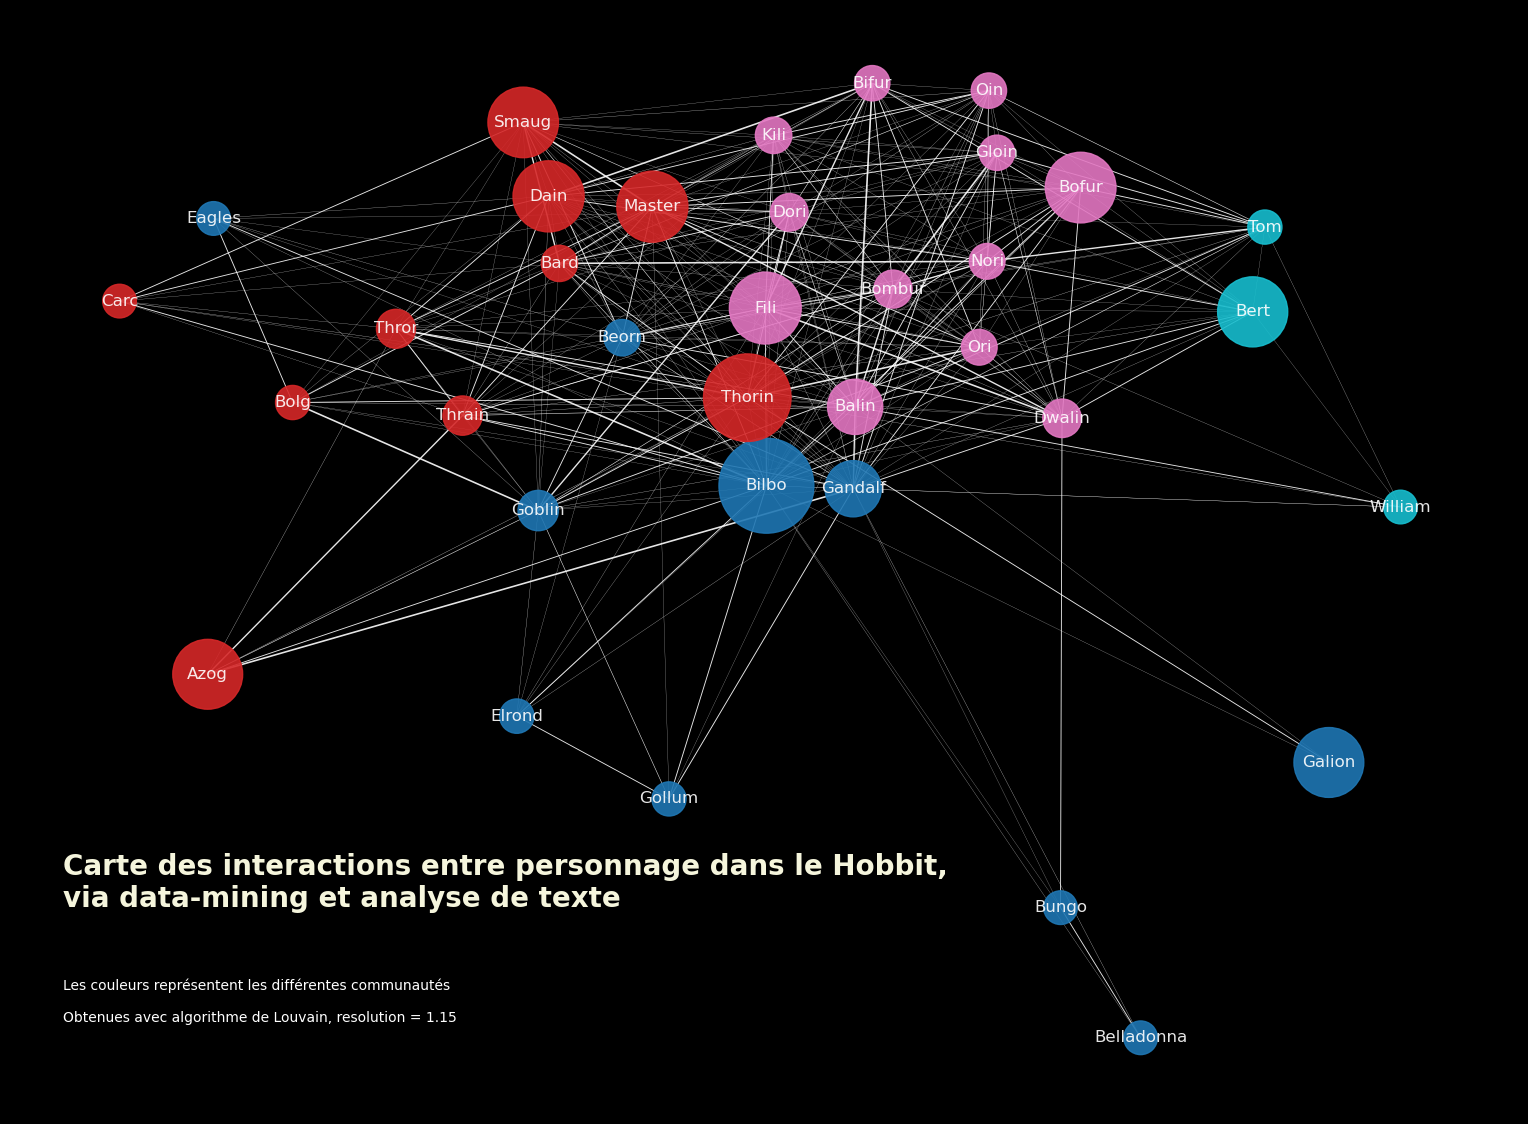 Bifur
Oin
Smaug
Kili
Gloin
Bofur
Dain
Master
Dori
Eagles
Tom
Bard
Nori
Bombur
Carc
Fili
Bert
Thror
Beorn
Ori
Thorin
Bolg
Balin
Thrain
Dwalin
Bilbo
Gandalf
Goblin
William
Azog
Elrond
Galion
Gollum
Carte des interactions entre personnage dans le Hobbit,
via data-mining et analyse de texte
Bungo
Les couleurs représentent les différentes communautés
Obtenues avec algorithme de Louvain, resolution = 1.15
Belladonna